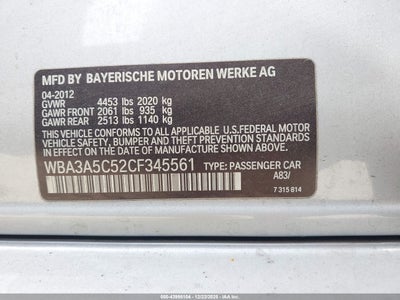 MFD BY BAYERISCHE MOTOREN WERKE AG
04-2012
GVWR 4453 lbs 2020 kg
GAWR FRONT 2061 lbs 935 kg
GAWR REAR 2513 lbs 1140 kg
THIS VEHICLE CONFORMS TO ALL APPLICABLE U.S.FEDERAL MOTOR
VEHICLE SAFETY, BUMPER AND THEFT PREVENTION STANDARDS
IN EFFECT ON THE DATE OF MANUFACTURE SHOWN ABOVE.
WBA3A5C52CF345561 TYPE: PASSENGER CAR
A83/
7 315 814